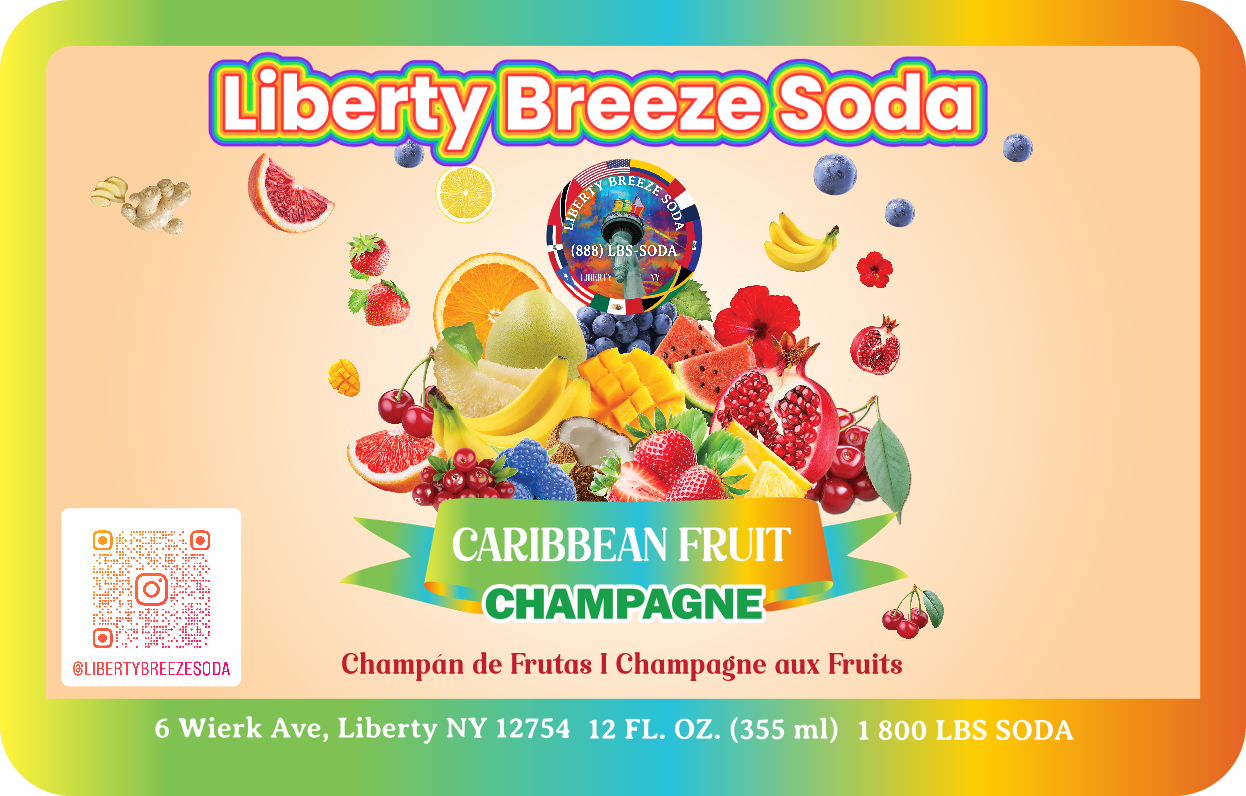 Liberty Breeze Soda
LIBERTY BREEZE SODA
(888) LBS-SODA
LIBERTY NY
CARIBBEAN FRUIT
CHAMPAGNE
Champán de Frutas I Champagne aux Fruits
@LIBERTYBREEZESODA
6 Wierk Ave, Liberty NY 12754 12 FL. OZ. (355 ml) 1 800 LBS SODA